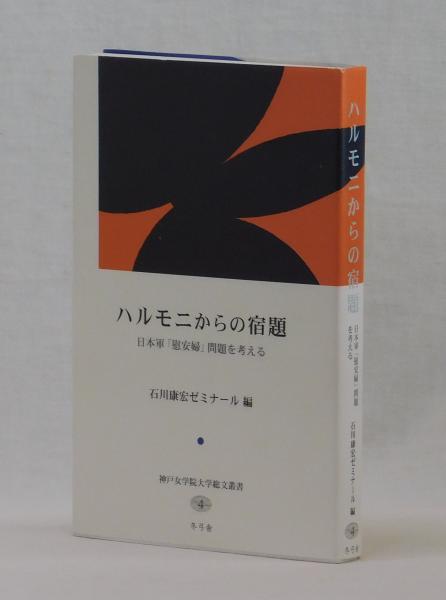 ハルモニからの宿題
日本軍「慰安婦」問題を考える
石川康宏ゼミナール 編
神戸女学院大学総文叢書
4
冬弓舎
ハルモニからの宿題
日本軍「慰安婦」問題
を考える
石川康宏ゼミナール 編
4
冬弓舎